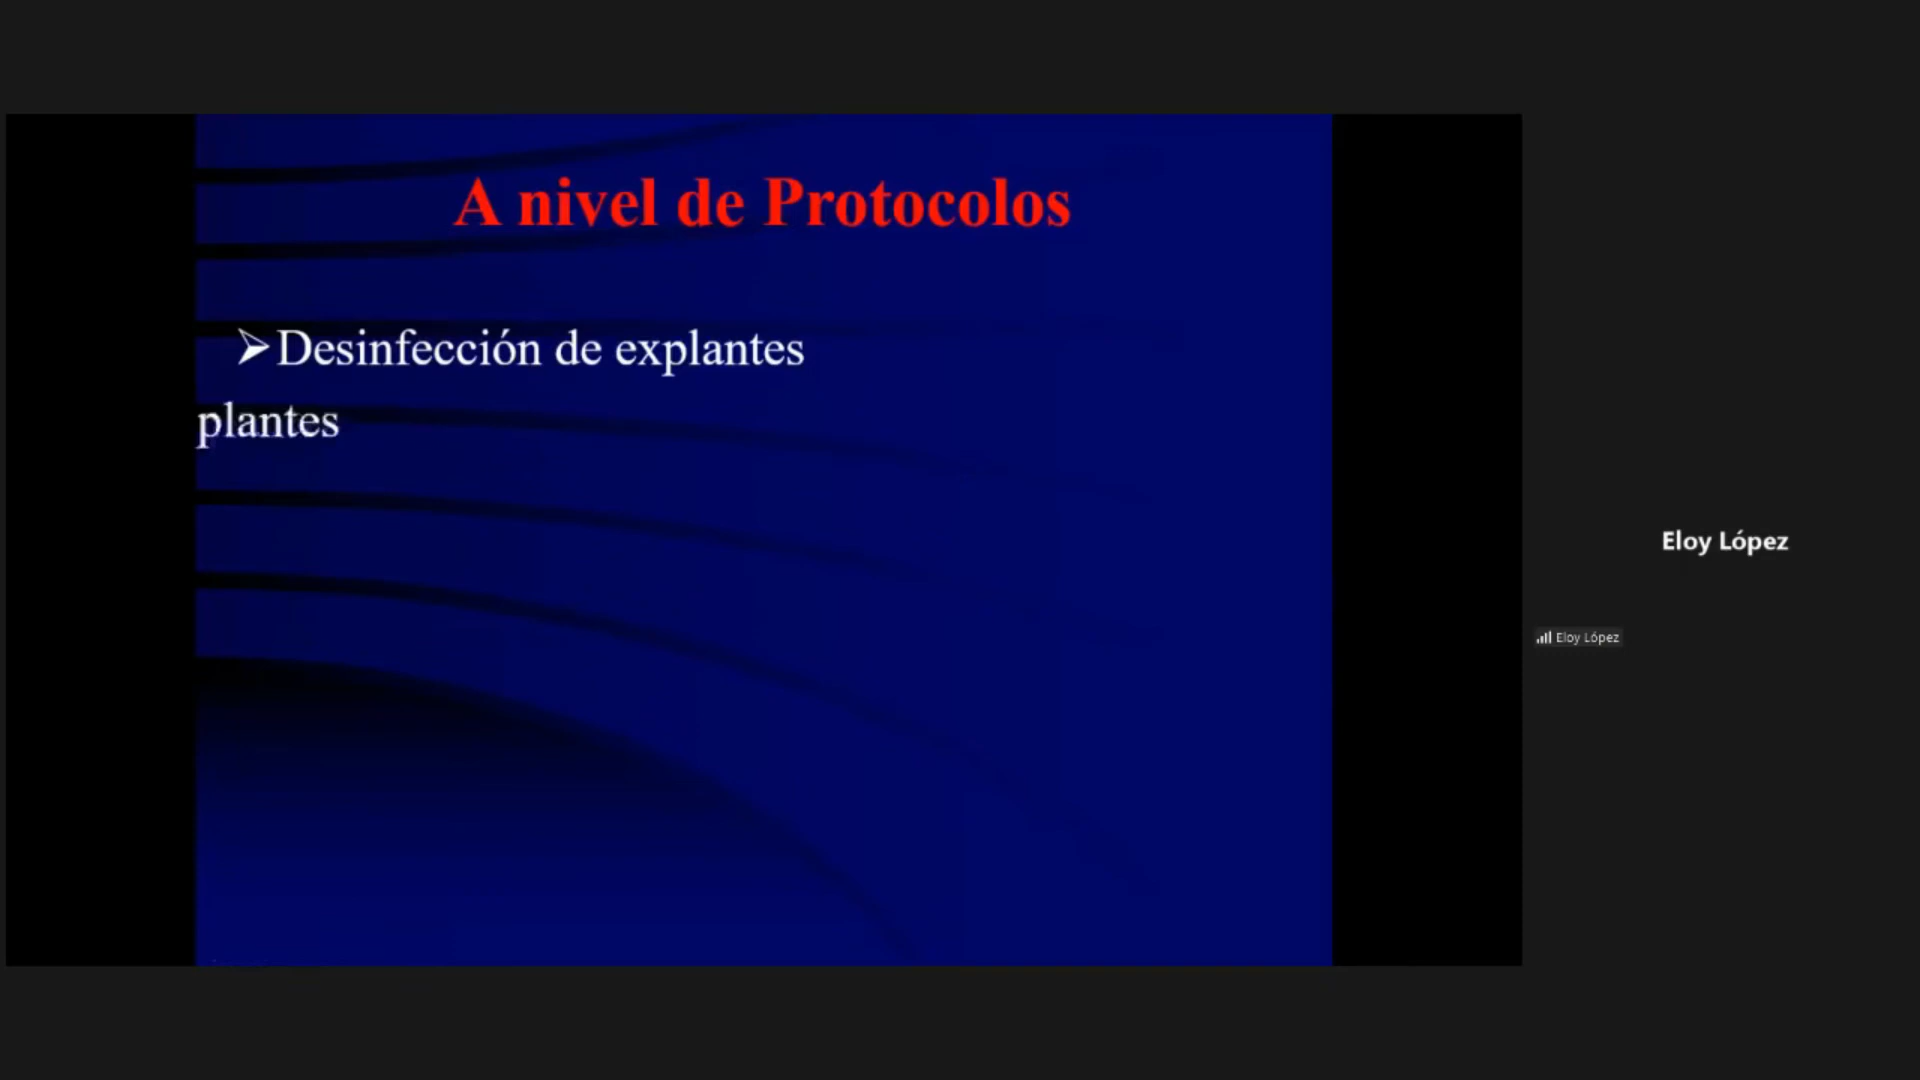 A nivel de Protocolos
➢Desinfección de explantes
plantes
Eloy López
Eloy López